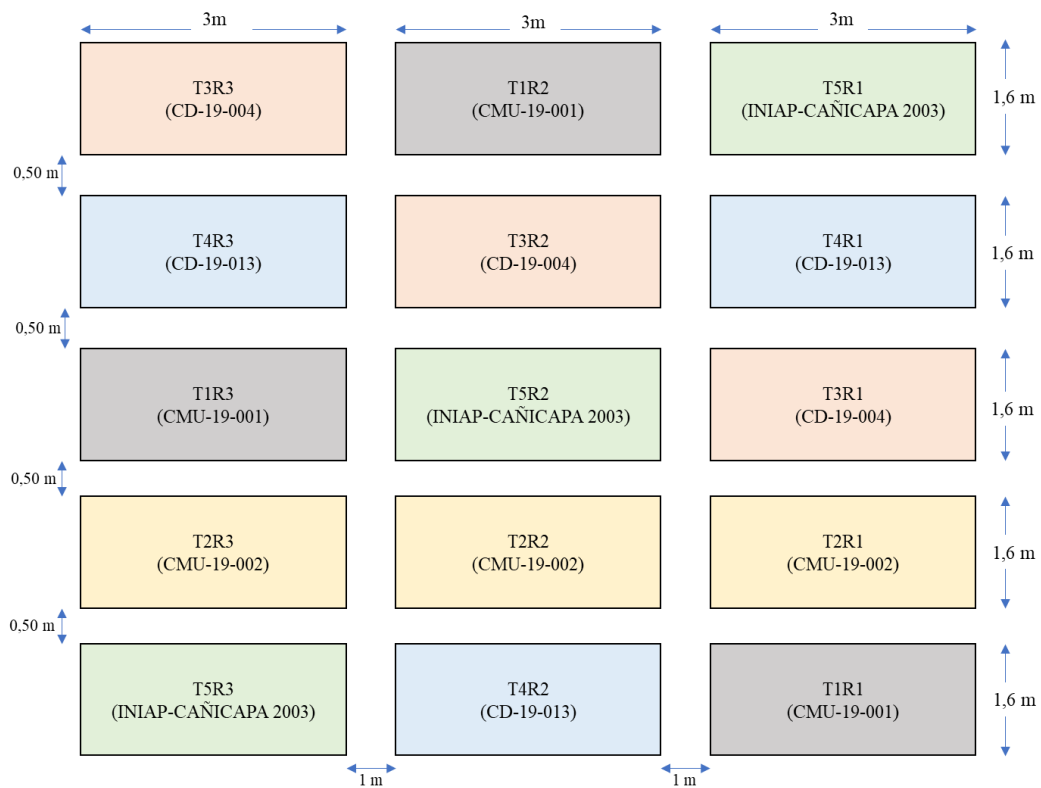 3m
3m
3m
T3R3
(CD-19-004)
T1R2
(CMU-19-001)
T5R1
(INIAP-CAÑICAPA 2003)
1,6 m
0,50 m
T4R3
(CD-19-013)
T3R2
(CD-19-004)
T4R1
(CD-19-013)
1,6 m
0,50 m
T1R3
(CMU-19-001)
T5R2
(INIAP-CAÑICAPA 2003)
T3R1
(CD-19-004)
1,6 m
0,50 m
T2R3
(CMU-19-002)
T2R2
(CMU-19-002)
T2R1
(CMU-19-002)
1,6 m
0,50 m
T5R3
(INIAP-CAÑICAPA 2003)
T4R2
(CD-19-013)
T1R1
(CMU-19-001)
1,6 m
1 m
1 m